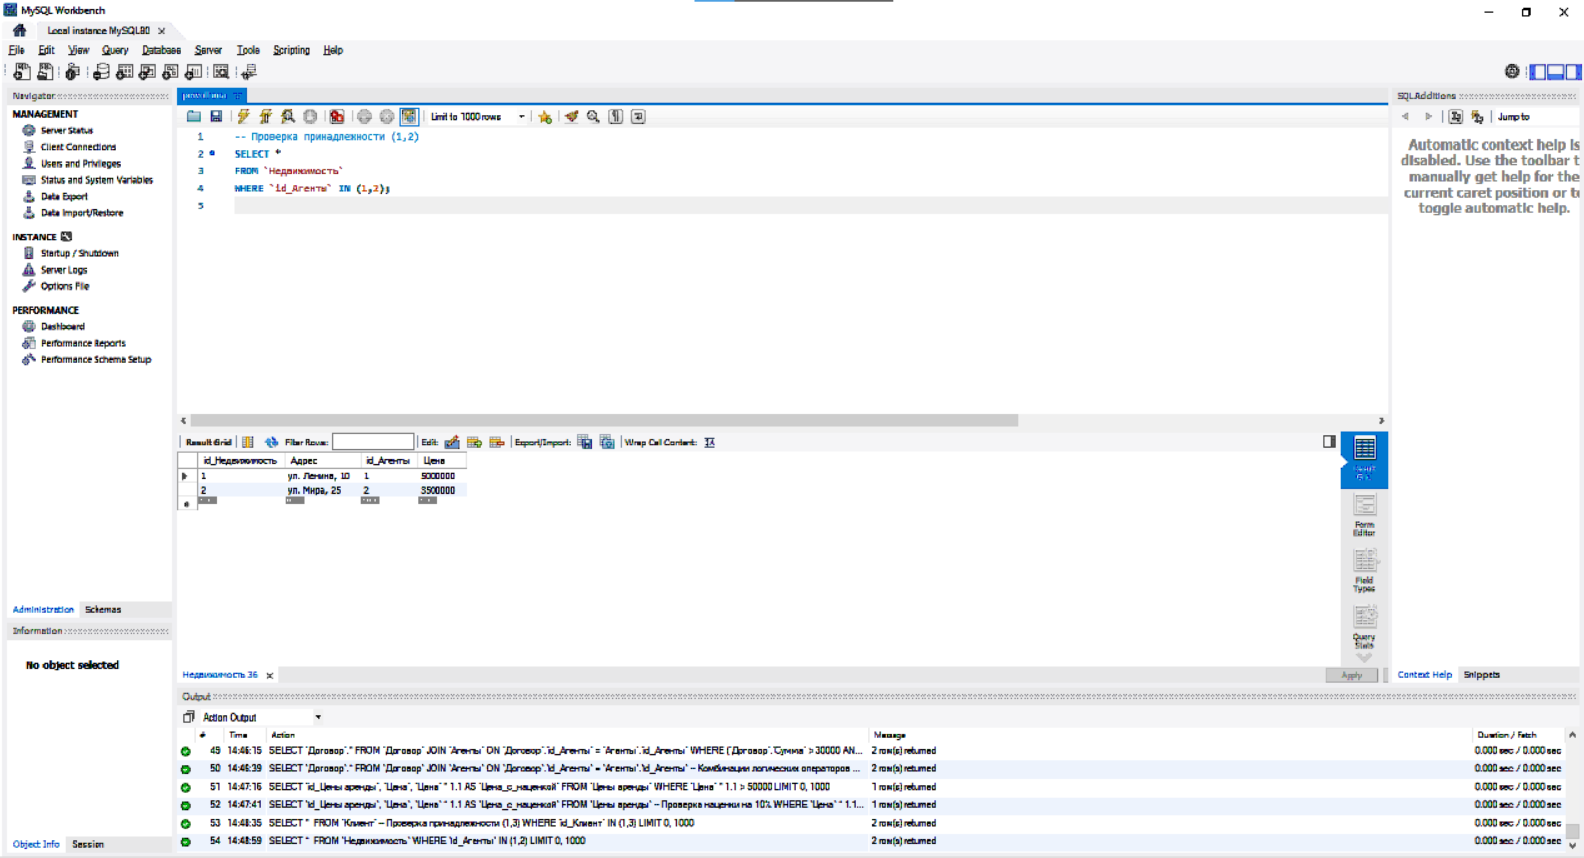 MySQL Workbench
Local instance MySQL80 x
File Edit View Query Database Server Tools Scripting Help
Navigator
MANAGEMENT
Server Status
Client Connections
Users and Privileges
Status and System Variables
Data Export
Data Import/Restore
INSTANCE
Startup / Shutdown
Server Logs
Options File
PERFORMANCE
Dashboard
Performance Reports
Performance Schema Setup
Administration Schemas
Information
No object selected
Object Info Session
Limit to 1000 rows
1 -- Проверка принадлежности (1,2)
2 SELECT *
3 FROM `Недвижимость`
4 WHERE `id_Агенты` IN (1,2);
5
Result Grid Filter Rows: Edit: Export/Import: Wrap Cell Content:
id_Недвижимость Адрес id_Агенты Цена
1 ул. Ленина, 10 1 5000000
2 ул. Мира, 25 2 3500000
Form Editor
Field Types
Query Stats
Недвижимость 36 x
Apply
SQLAdditions
Jump to
Automatic context help is
disabled. Use the toolbar t
manually get help for the
current caret position or to
toggle automatic help.
Context Help Snippets
Output
Action Output
# Time Action Message Duration / Fetch
49 14:46:15 SELECT `Договор`.* FROM `Договор` JOIN `Агенты` ON `Договор`.`id_Агенты` = `Агенты`.`id_Агенты` WHERE (`Договор`.`Сумма` > 30000 AN... 2 row(s) returned 0.000 sec / 0.000 sec
50 14:46:39 SELECT `Договор`.* FROM `Договор` JOIN `Агенты` ON `Договор`.`id_Агенты` = `Агенты`.`id_Агенты` -- Комбинации логических операторов ... 2 row(s) returned 0.000 sec / 0.000 sec
51 14:47:16 SELECT `id_Цены аренды`, `Цена`, `Цена` * 1.1 AS `Цена_с_наценкой` FROM `Цены аренды` WHERE `Цена` * 1.1 > 50000 LIMIT 0, 1000 1 row(s) returned 0.000 sec / 0.000 sec
52 14:47:41 SELECT `id_Цены аренды`, `Цена`, `Цена` * 1.1 AS `Цена_с_наценкой` FROM `Цены аренды` -- Проверка наценки на 10% WHERE `Цена` * 1.1... 1 row(s) returned 0.000 sec / 0.000 sec
53 14:48:35 SELECT * FROM `Клиент` -- Проверка принадлежности (1,3) WHERE `id_Клиент` IN (1,3) LIMIT 0, 1000 2 row(s) returned 0.000 sec / 0.000 sec
54 14:48:59 SELECT * FROM `Недвижимость` WHERE `id_Агенты` IN (1,2) LIMIT 0, 1000 2 row(s) returned 0.000 sec / 0.000 sec